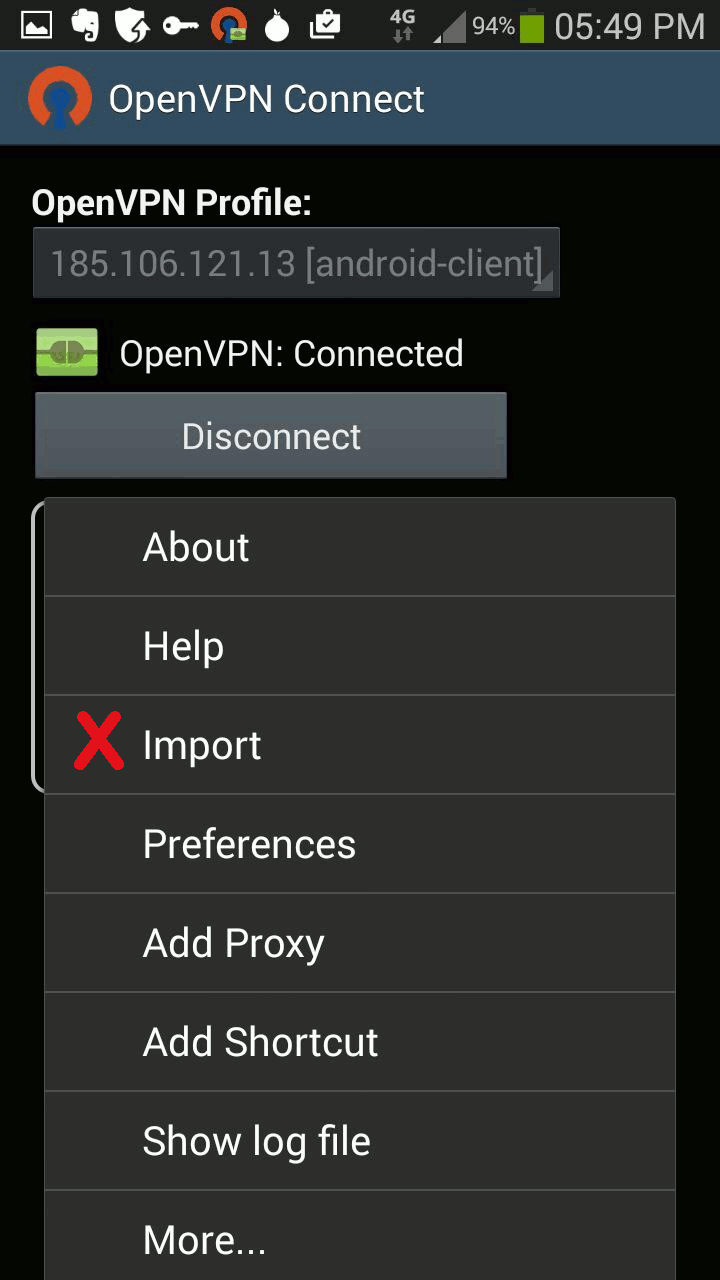 4G 94% 05:49 PM
OpenVPN Connect
OpenVPN Profile:
185.106.121.13 [android-client]
OpenVPN: Connected
Disconnect
About
Help
X Import
Preferences
Add Proxy
Add Shortcut
Show log file
More...